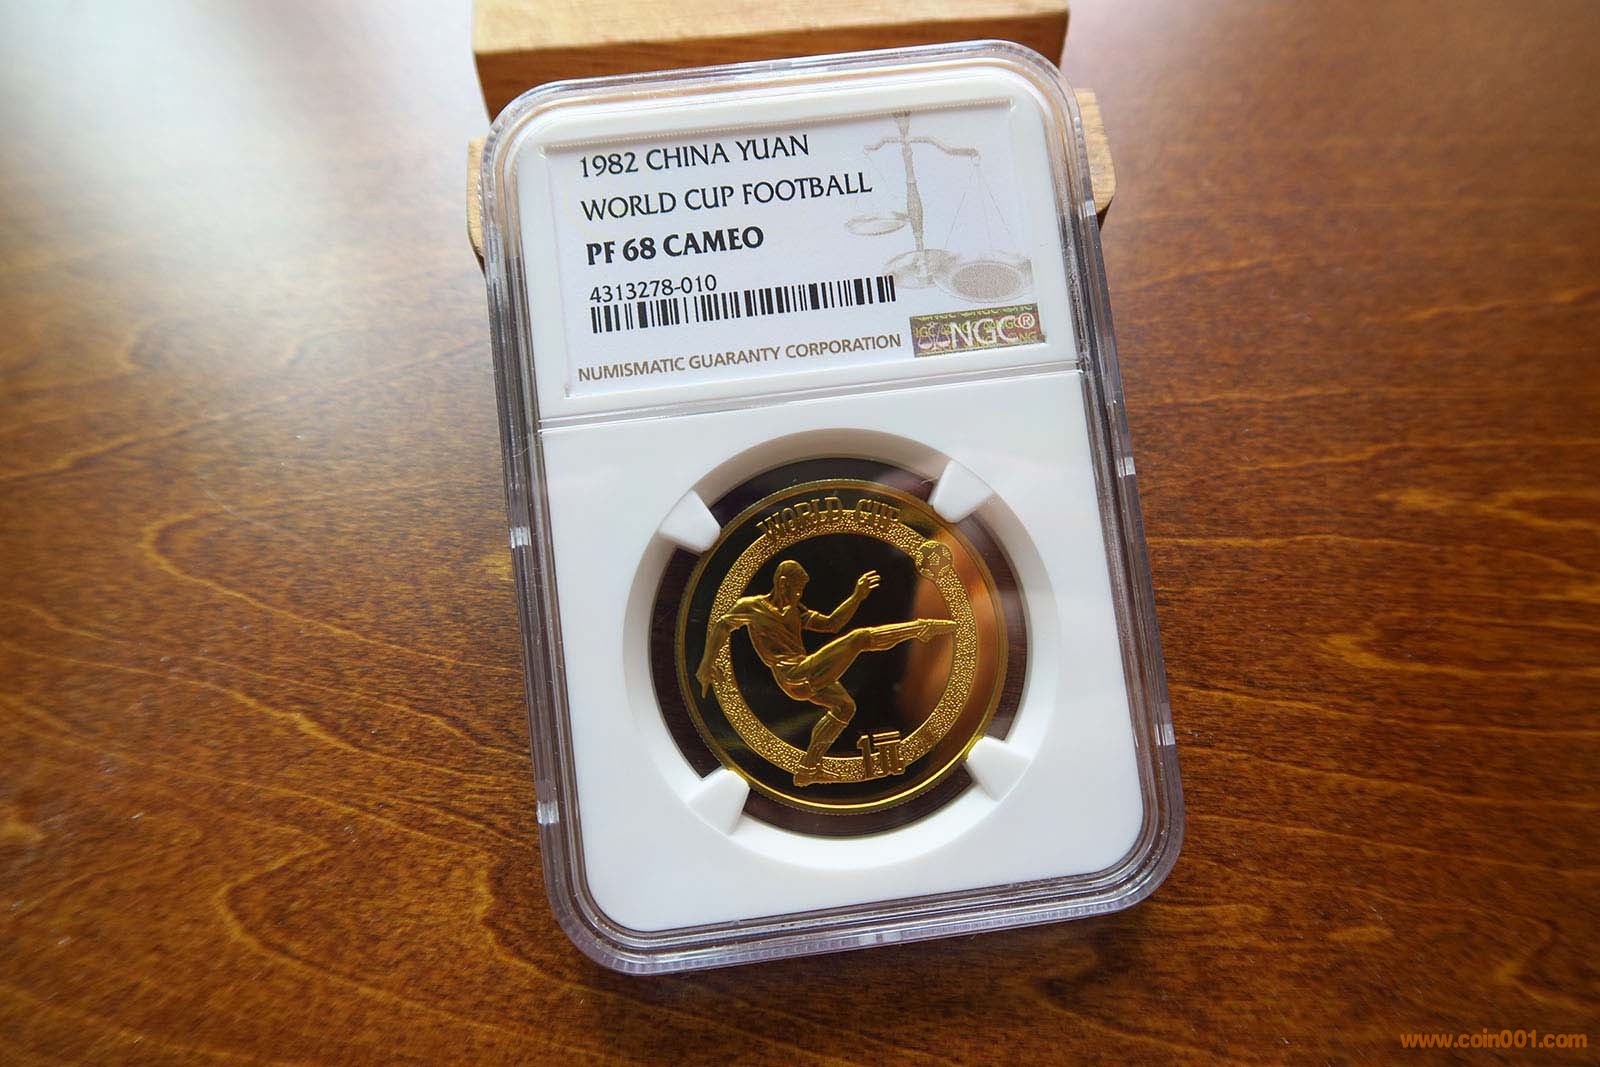 1982 CHINA YUAN
WORLD CUP FOOTBALL
PF 68 CAMEO
4313278-010
NUMISMATIC GUARANTY CORPORATION
NGC®
WORLD CUP
1元
www.coin001.com